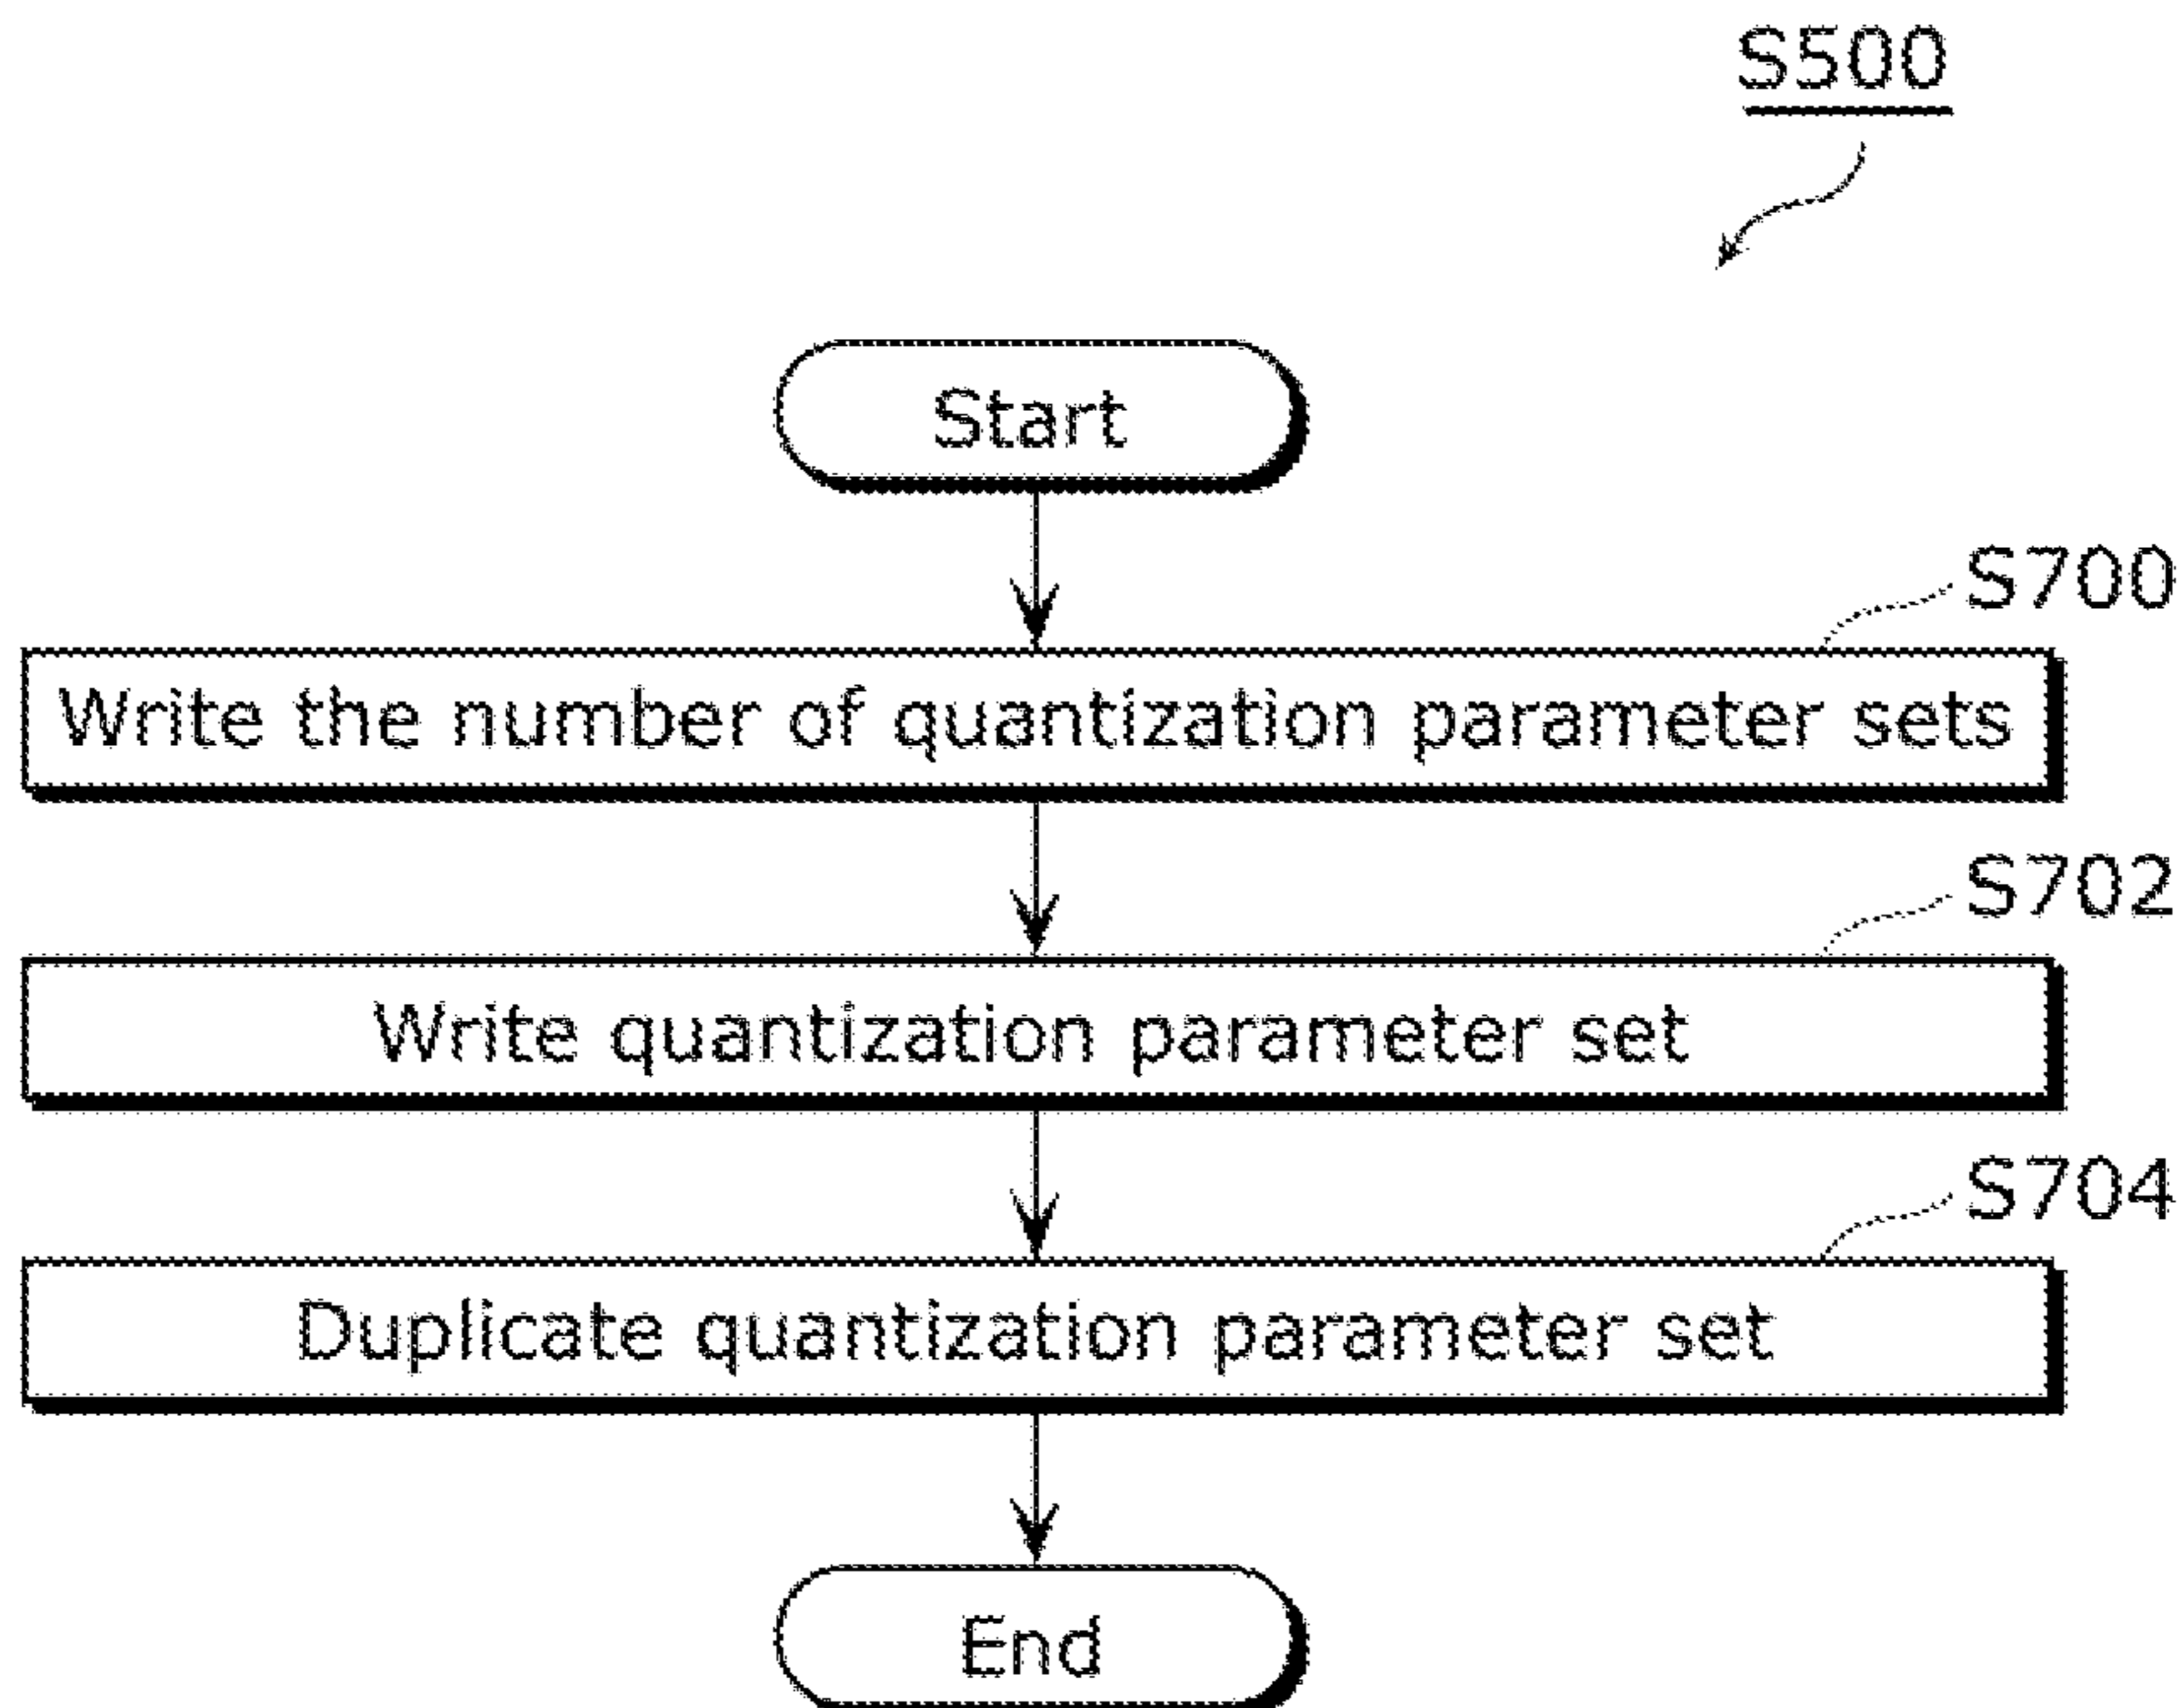 S500
Start
S700
Write the number of quantization parameter sets
S702
Write quantization parameter set
S704
Duplicate quantization parameter set
End